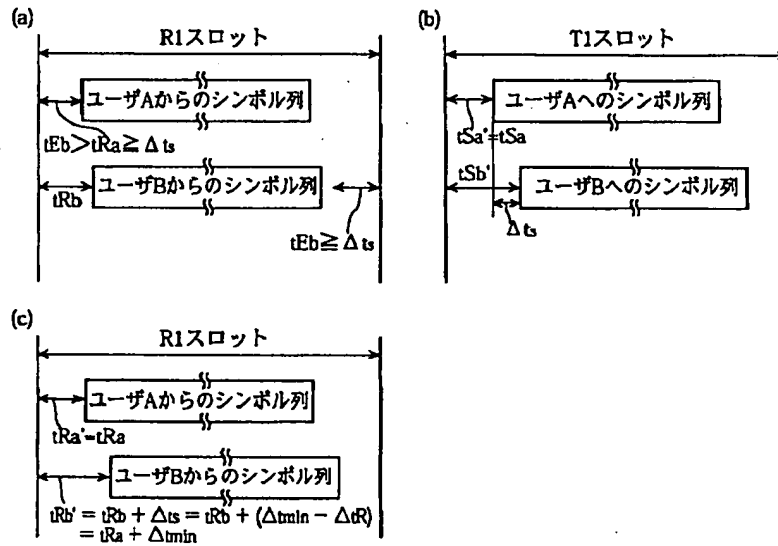 (a)
R1スロット
ユーザAからのシンボル列
tEb>tRa≧Δts
ユーザBからのシンボル列
tRb
tEb≧Δts
(b)
T1スロット
ユーザAへのシンボル列
tSa'=tSa
ユーザBへのシンボル列
tSb'
Δts
(c)
R1スロット
ユーザAからのシンボル列
tRa'=tRa
ユーザBからのシンボル列
tRb' = tRb + Δts = tRb + (Δtmin − ΔtR)
= tRa + Δtmin